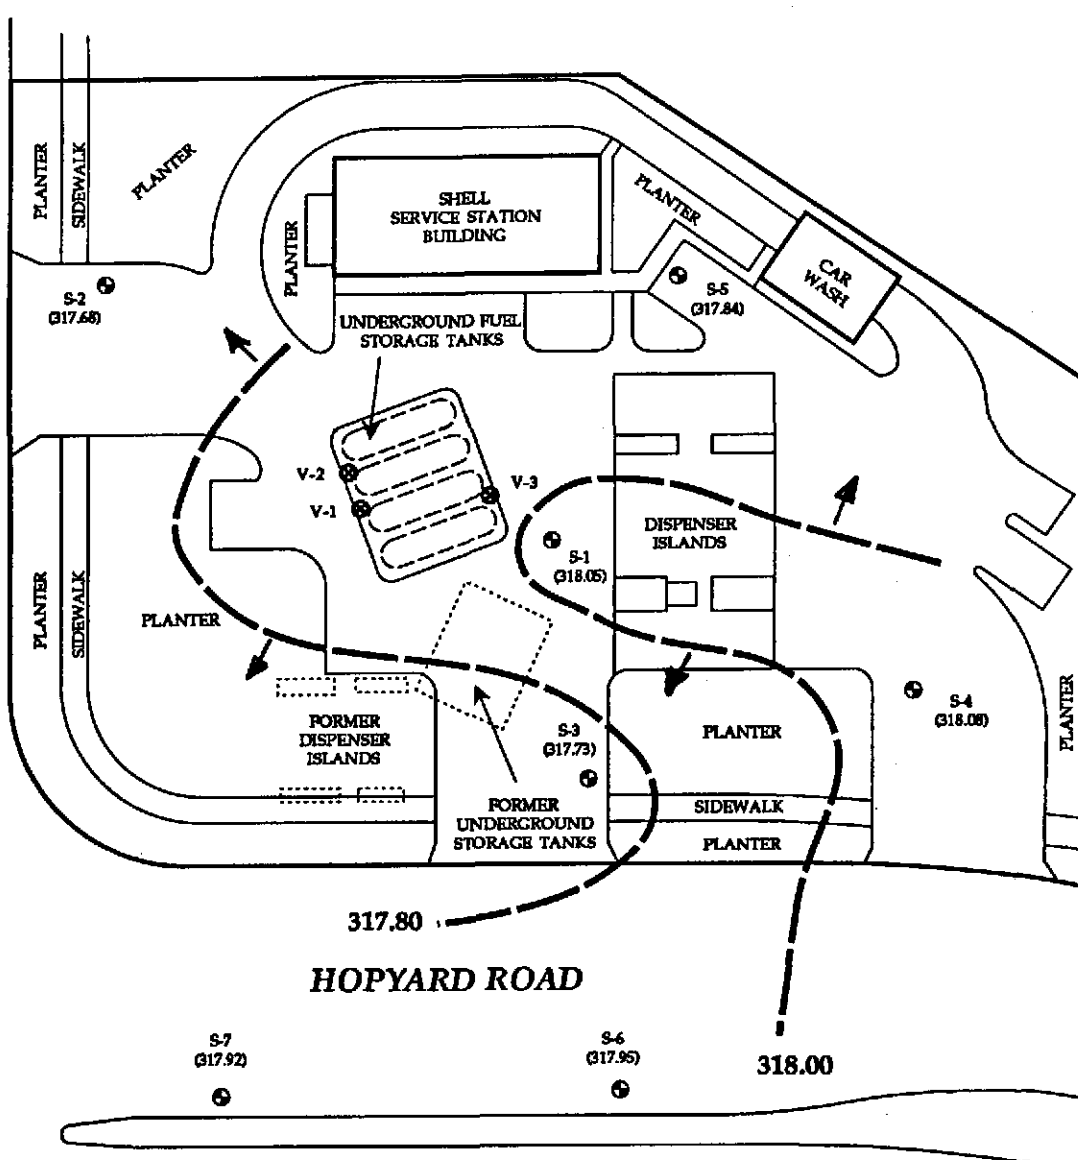 PLANTER
SIDEWALK
PLANTER
SHELL
SERVICE STATION
BUILDING
PLANTER
PLANTER
CAR
WASH
S-2
(317.68)
S-5
(317.84)
UNDERGROUND FUEL
STORAGE TANKS
V-2
V-1
V-3
DISPENSER
ISLANDS
S-1
(318.05)
PLANTER
SIDEWALK
PLANTER
S-4
(318.08)
PLANTER
FORMER
DISPENSER
ISLANDS
S-3
(317.73)
PLANTER
FORMER
UNDERGROUND
STORAGE TANKS
SIDEWALK
PLANTER
317.80
HOPYARD ROAD
S-7
(317.92)
S-6
(317.95)
318.00